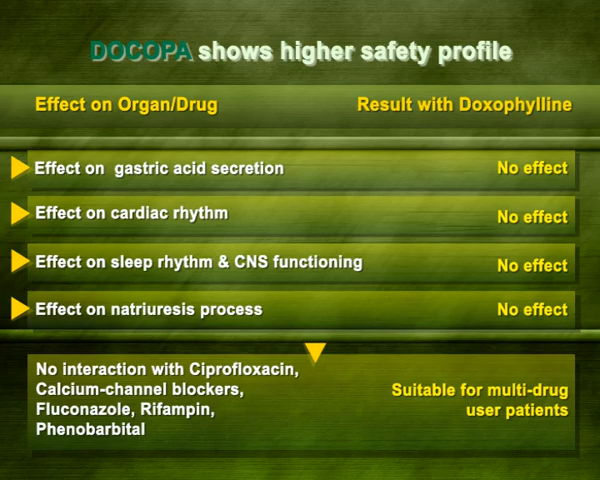 DOCOPA shows higher safety profile
Effect on Organ/Drug Result with Doxophylline
Effect on gastric acid secretion No effect
Effect on cardiac rhythm No effect
Effect on sleep rhythm & CNS functioning No effect
Effect on natriuresis process No effect
No interaction with Ciprofloxacin,
Calcium-channel blockers,
Fluconazole, Rifampin,
Phenobarbital
Suitable for multi-drug
user patients